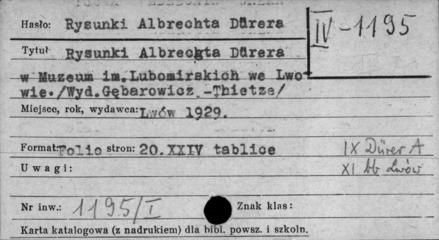 Hasło: Rysunki Albrechta Dürera
IV-1195
Tytuł Rysunki Albrechta Dürera
w Muzeum im.Lubomirskich we Lwo
wie./Wyd.Gębarowicz -Thietze/
Miejsce, rok, wydawca: Lwów 1929.
Format: Folio stron: 20.XXIV tablice
IX Dürer A
Uwagi:
XI bb Lwów
Nr inw.: 1195/I Znak klas:
Karta katalogowa (z nadrukiem) dla bibl. powsz. i szkoln.